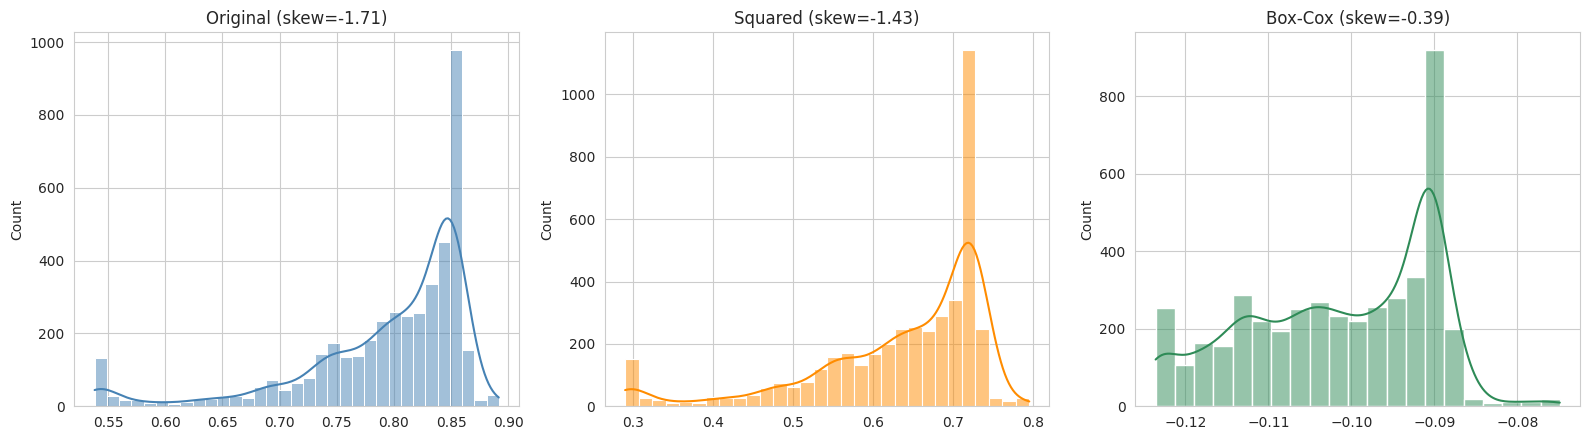 Original (skew=-1.71)
Count
1000
800
600
400
200
0
0.55 0.60 0.65 0.70 0.75 0.80 0.85 0.90
Squared (skew=-1.43)
Count
1000
800
600
400
200
0
0.3 0.4 0.5 0.6 0.7 0.8
Box-Cox (skew=-0.39)
Count
800
600
400
200
0
−0.12 −0.11 −0.10 −0.09 −0.08